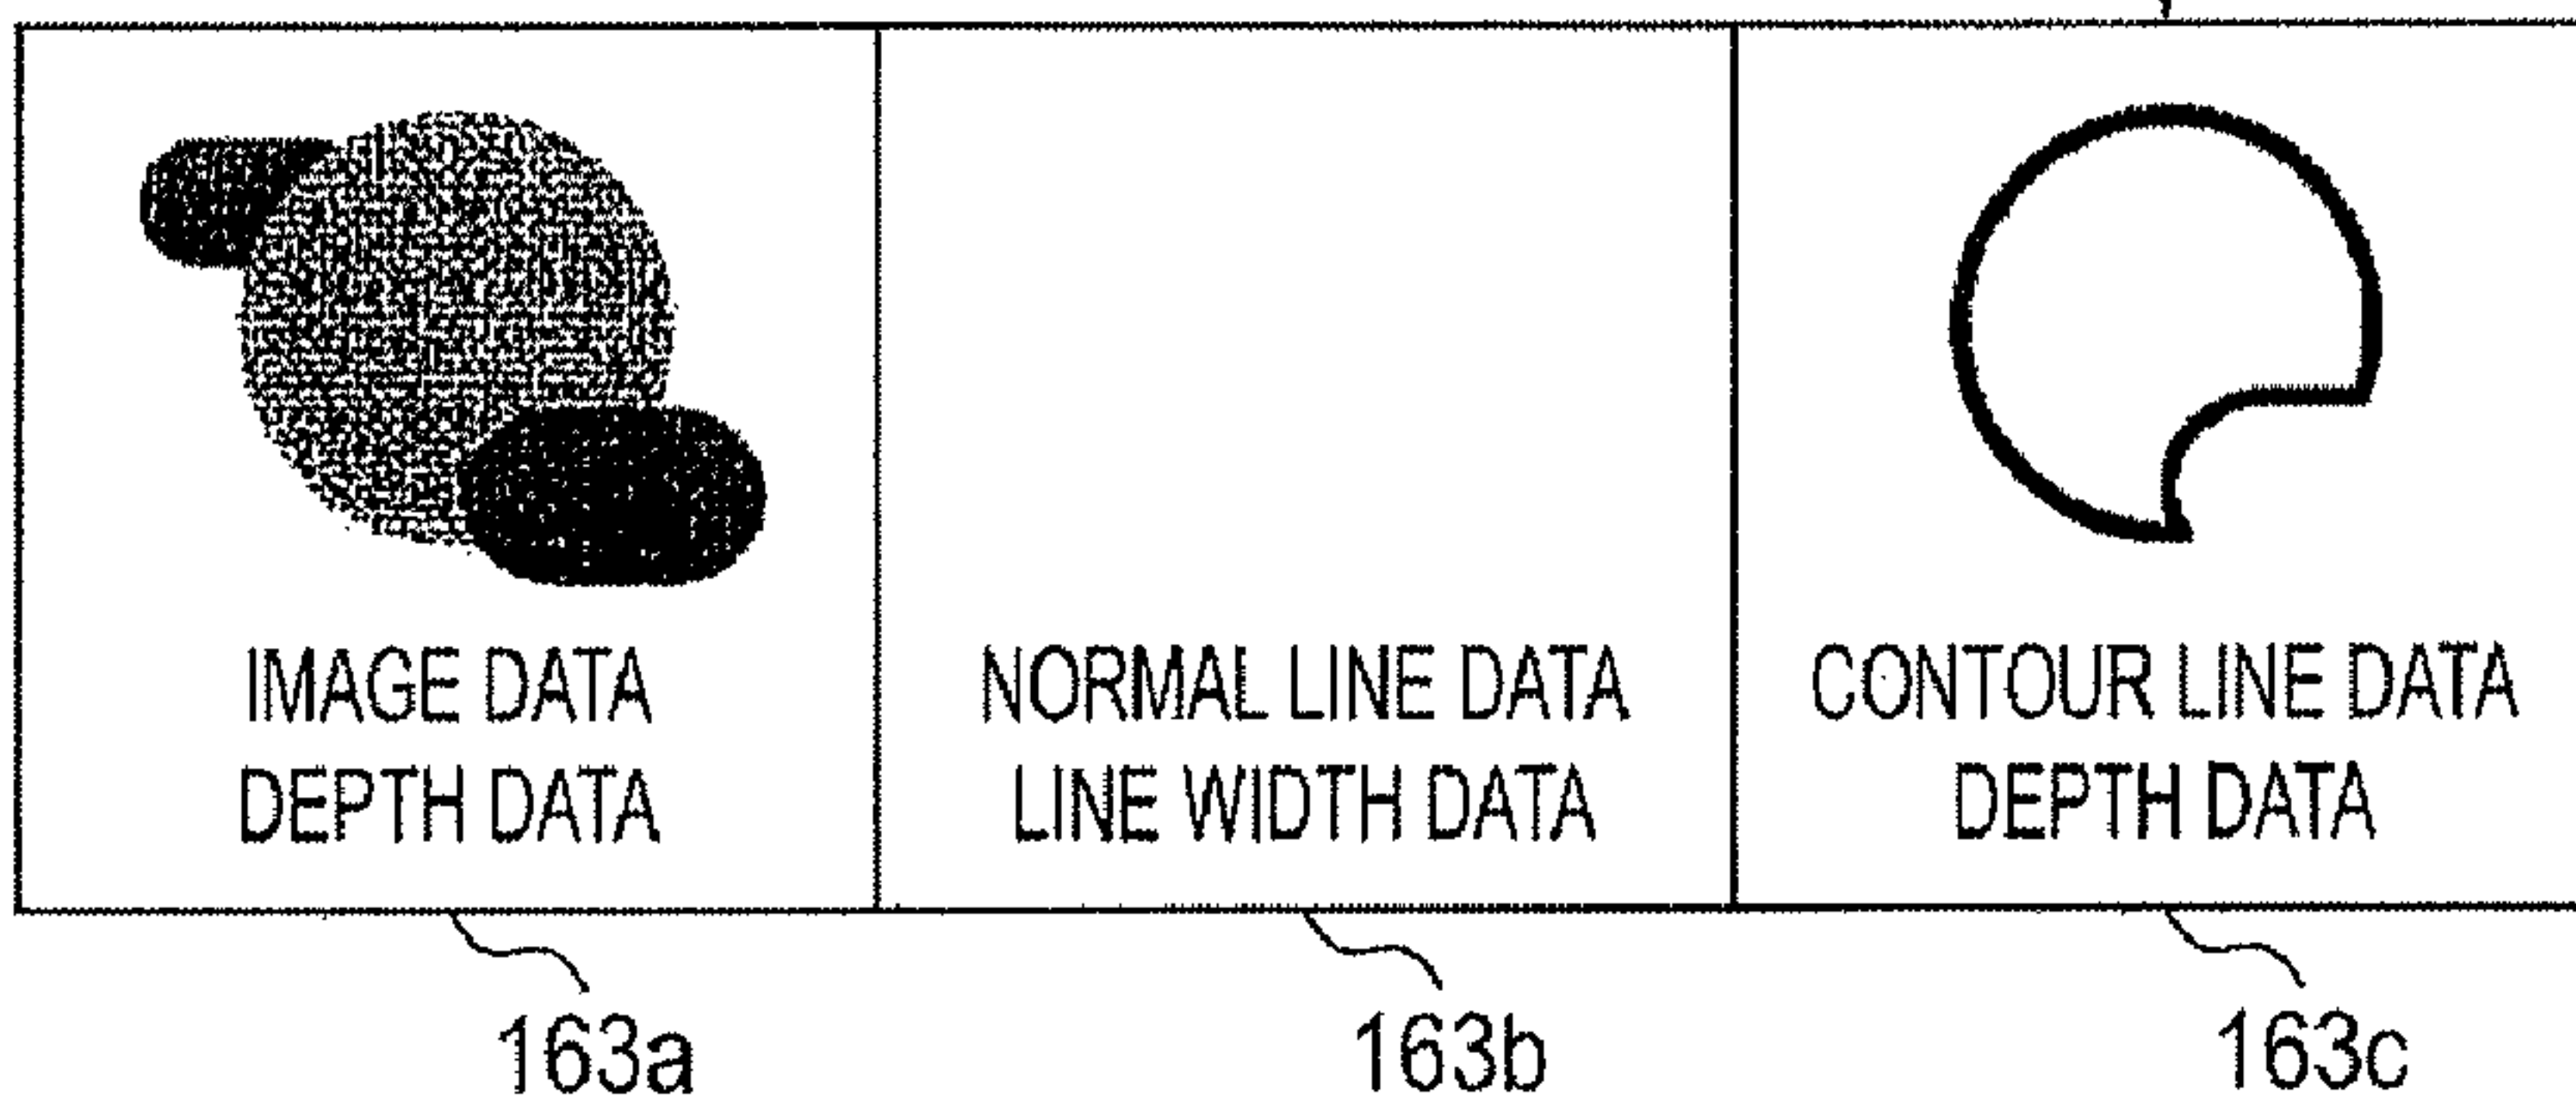 IMAGE DATA
DEPTH DATA
NORMAL LINE DATA
LINE WIDTH DATA
CONTOUR LINE DATA
DEPTH DATA
163a
163b
163c